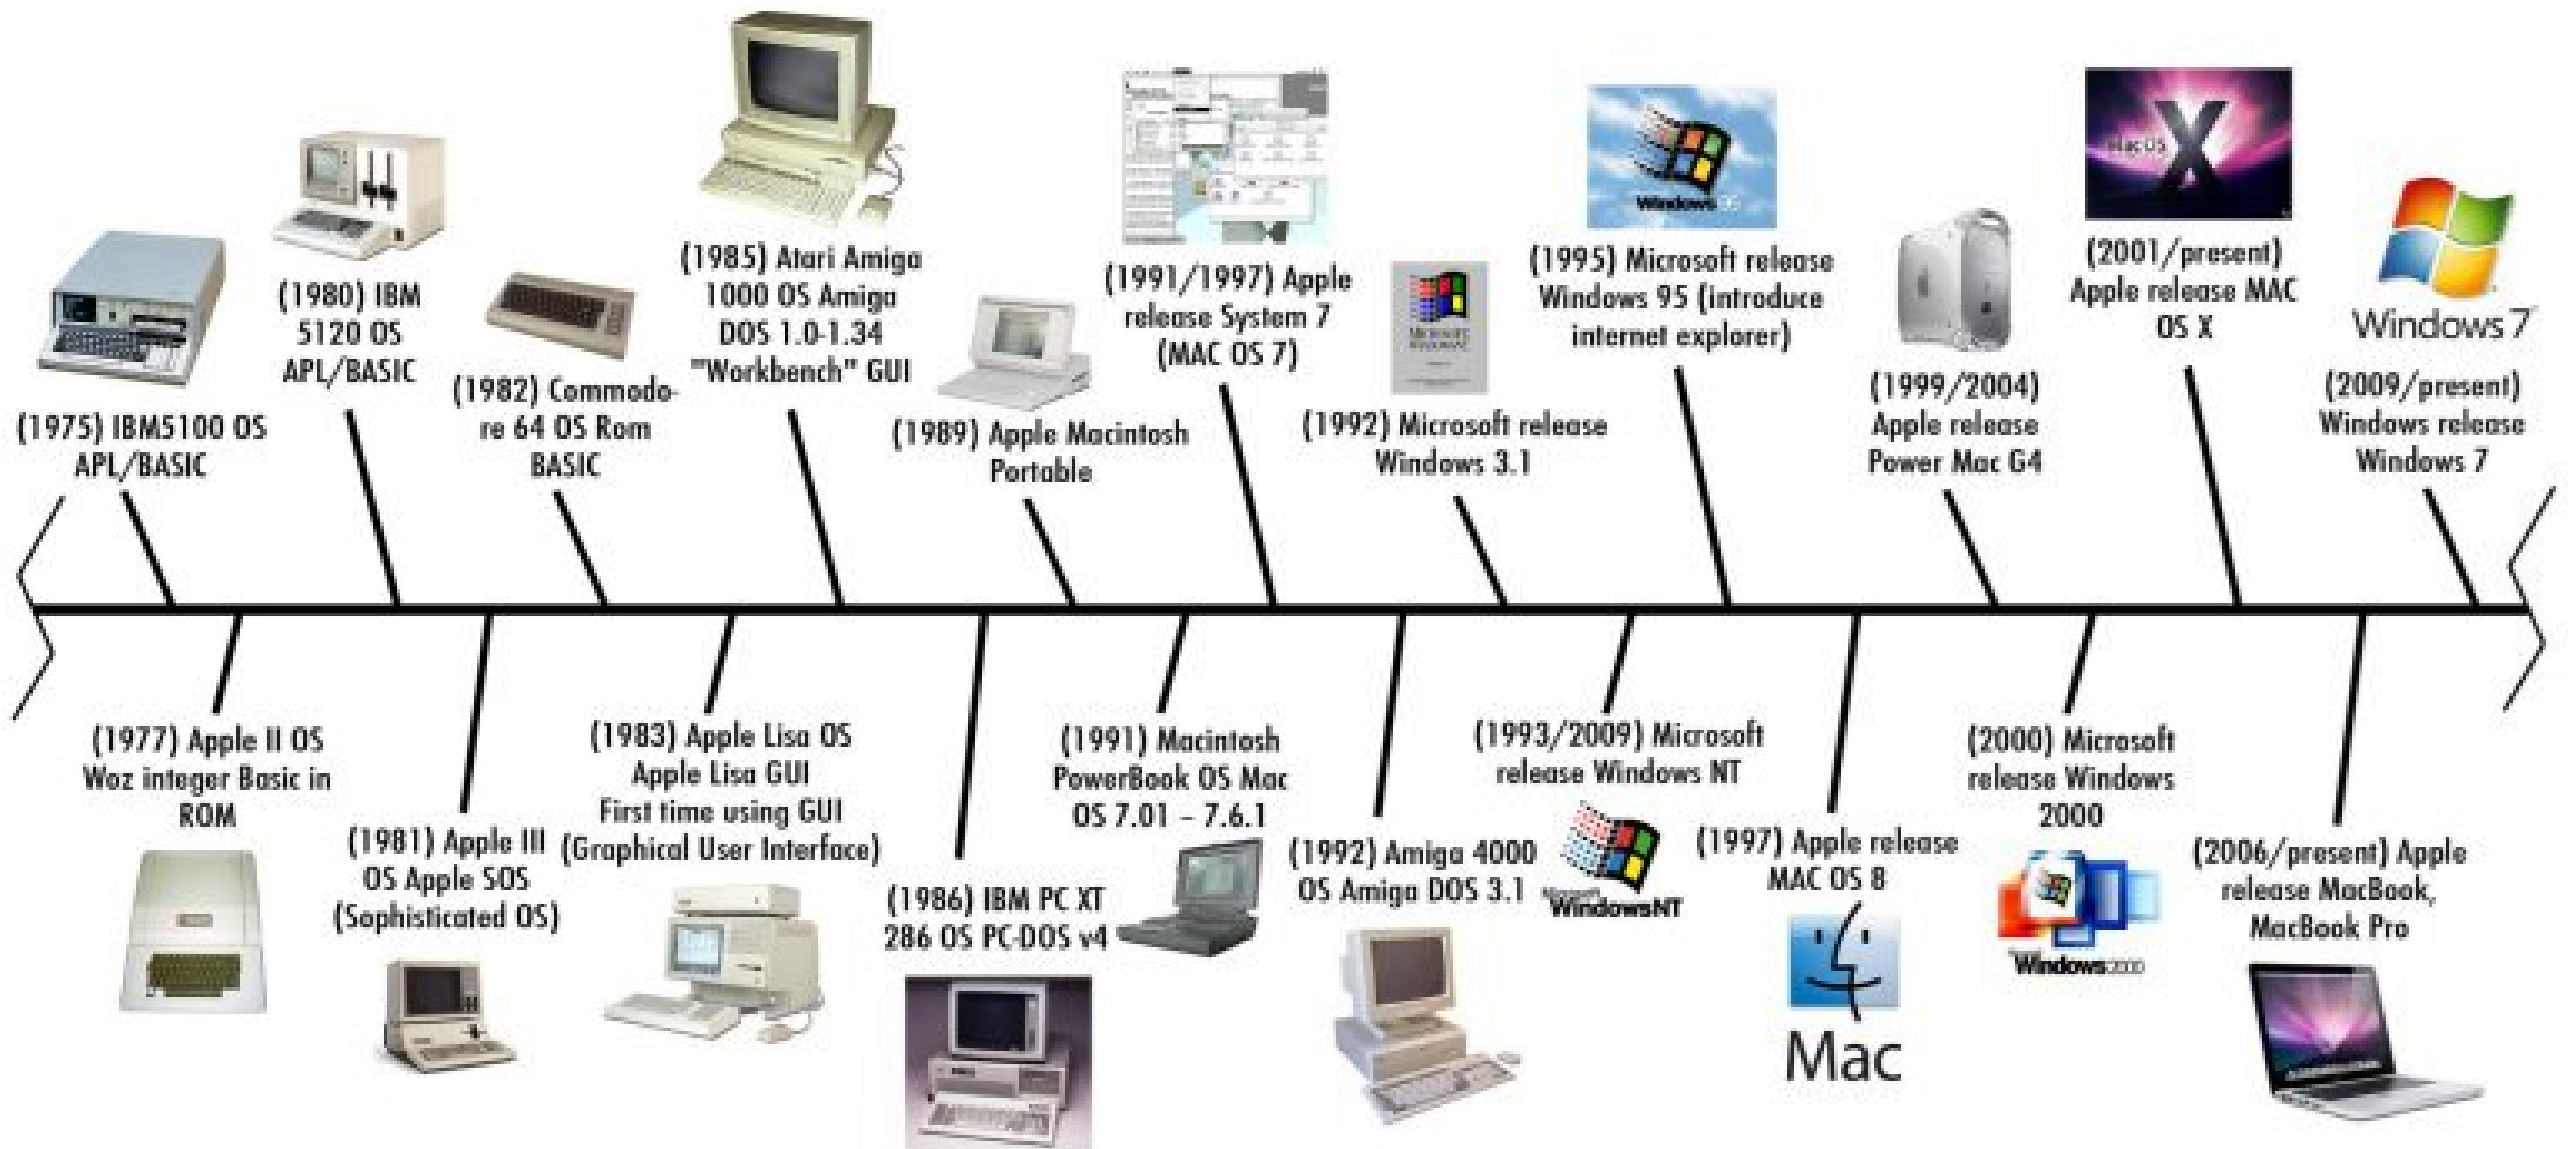 (1975) IBM5100 OS
APL/BASIC
(1980) IBM
5120 OS
APL/BASIC
(1982) Commodo-
re 64 OS Rom
BASIC
(1985) Atari Amiga
1000 OS Amiga
DOS 1.0-1.34
"Workbench" GUI
(1989) Apple Macintosh
Portable
(1991/1997) Apple
release System 7
(MAC OS 7)
(1992) Microsoft release
Windows 3.1
Windows 95
(1995) Microsoft release
Windows 95 (introduce
internet explorer)
(1999/2004)
Apple release
Power Mac G4
Mac OS X
(2001/present)
Apple release MAC
OS X
Windows 7
(2009/present)
Windows release
Windows 7
(1977) Apple II OS
Woz integer Basic in
ROM
(1981) Apple III
OS Apple SOS
(Sophisticated OS)
(1983) Apple Lisa OS
Apple Lisa GUI
First time using GUI
(Graphical User Interface)
(1986) IBM PC XT
286 OS PC-DOS v4
(1991) Macintosh
PowerBook OS Mac
OS 7.01 – 7.6.1
(1992) Amiga 4000
OS Amiga DOS 3.1
(1993/2009) Microsoft
release Windows NT
Microsoft
WindowsNT
(1997) Apple release
MAC OS 8
Mac
(2000) Microsoft
release Windows
2000
Windows 2000
(2006/present) Apple
release MacBook,
MacBook Pro